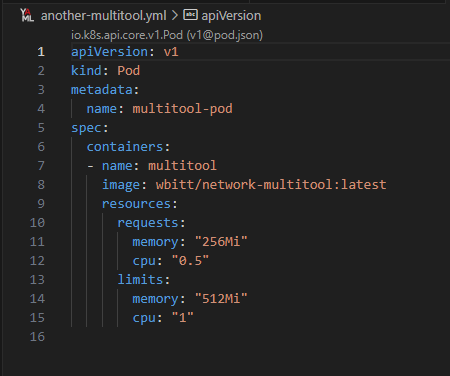 YAML another-multitool.yml > abc apiVersion
io.k8s.api.core.v1.Pod (v1@pod.json)
1 apiVersion: v1
2 kind: Pod
3 metadata:
4   name: multitool-pod
5 spec:
6   containers:
7   - name: multitool
8     image: wbitt/network-multitool:latest
9     resources:
10       requests:
11         memory: "256Mi"
12         cpu: "0.5"
13       limits:
14         memory: "512Mi"
15         cpu: "1"
16